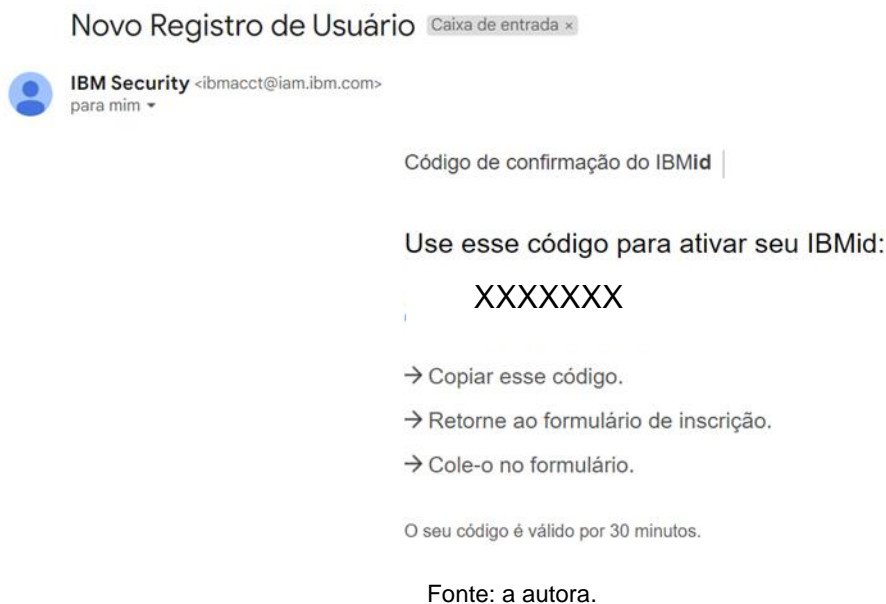 Novo Registro de Usuário Caixa de entrada ×
IBM Security <ibmacct@iam.ibm.com>
para mim
Código de confirmação do IBMid
Use esse código para ativar seu IBMid:
XXXXXXX
→ Copiar esse código.
→ Retorne ao formulário de inscrição.
→ Cole-o no formulário.
O seu código é válido por 30 minutos.
Fonte: a autora.